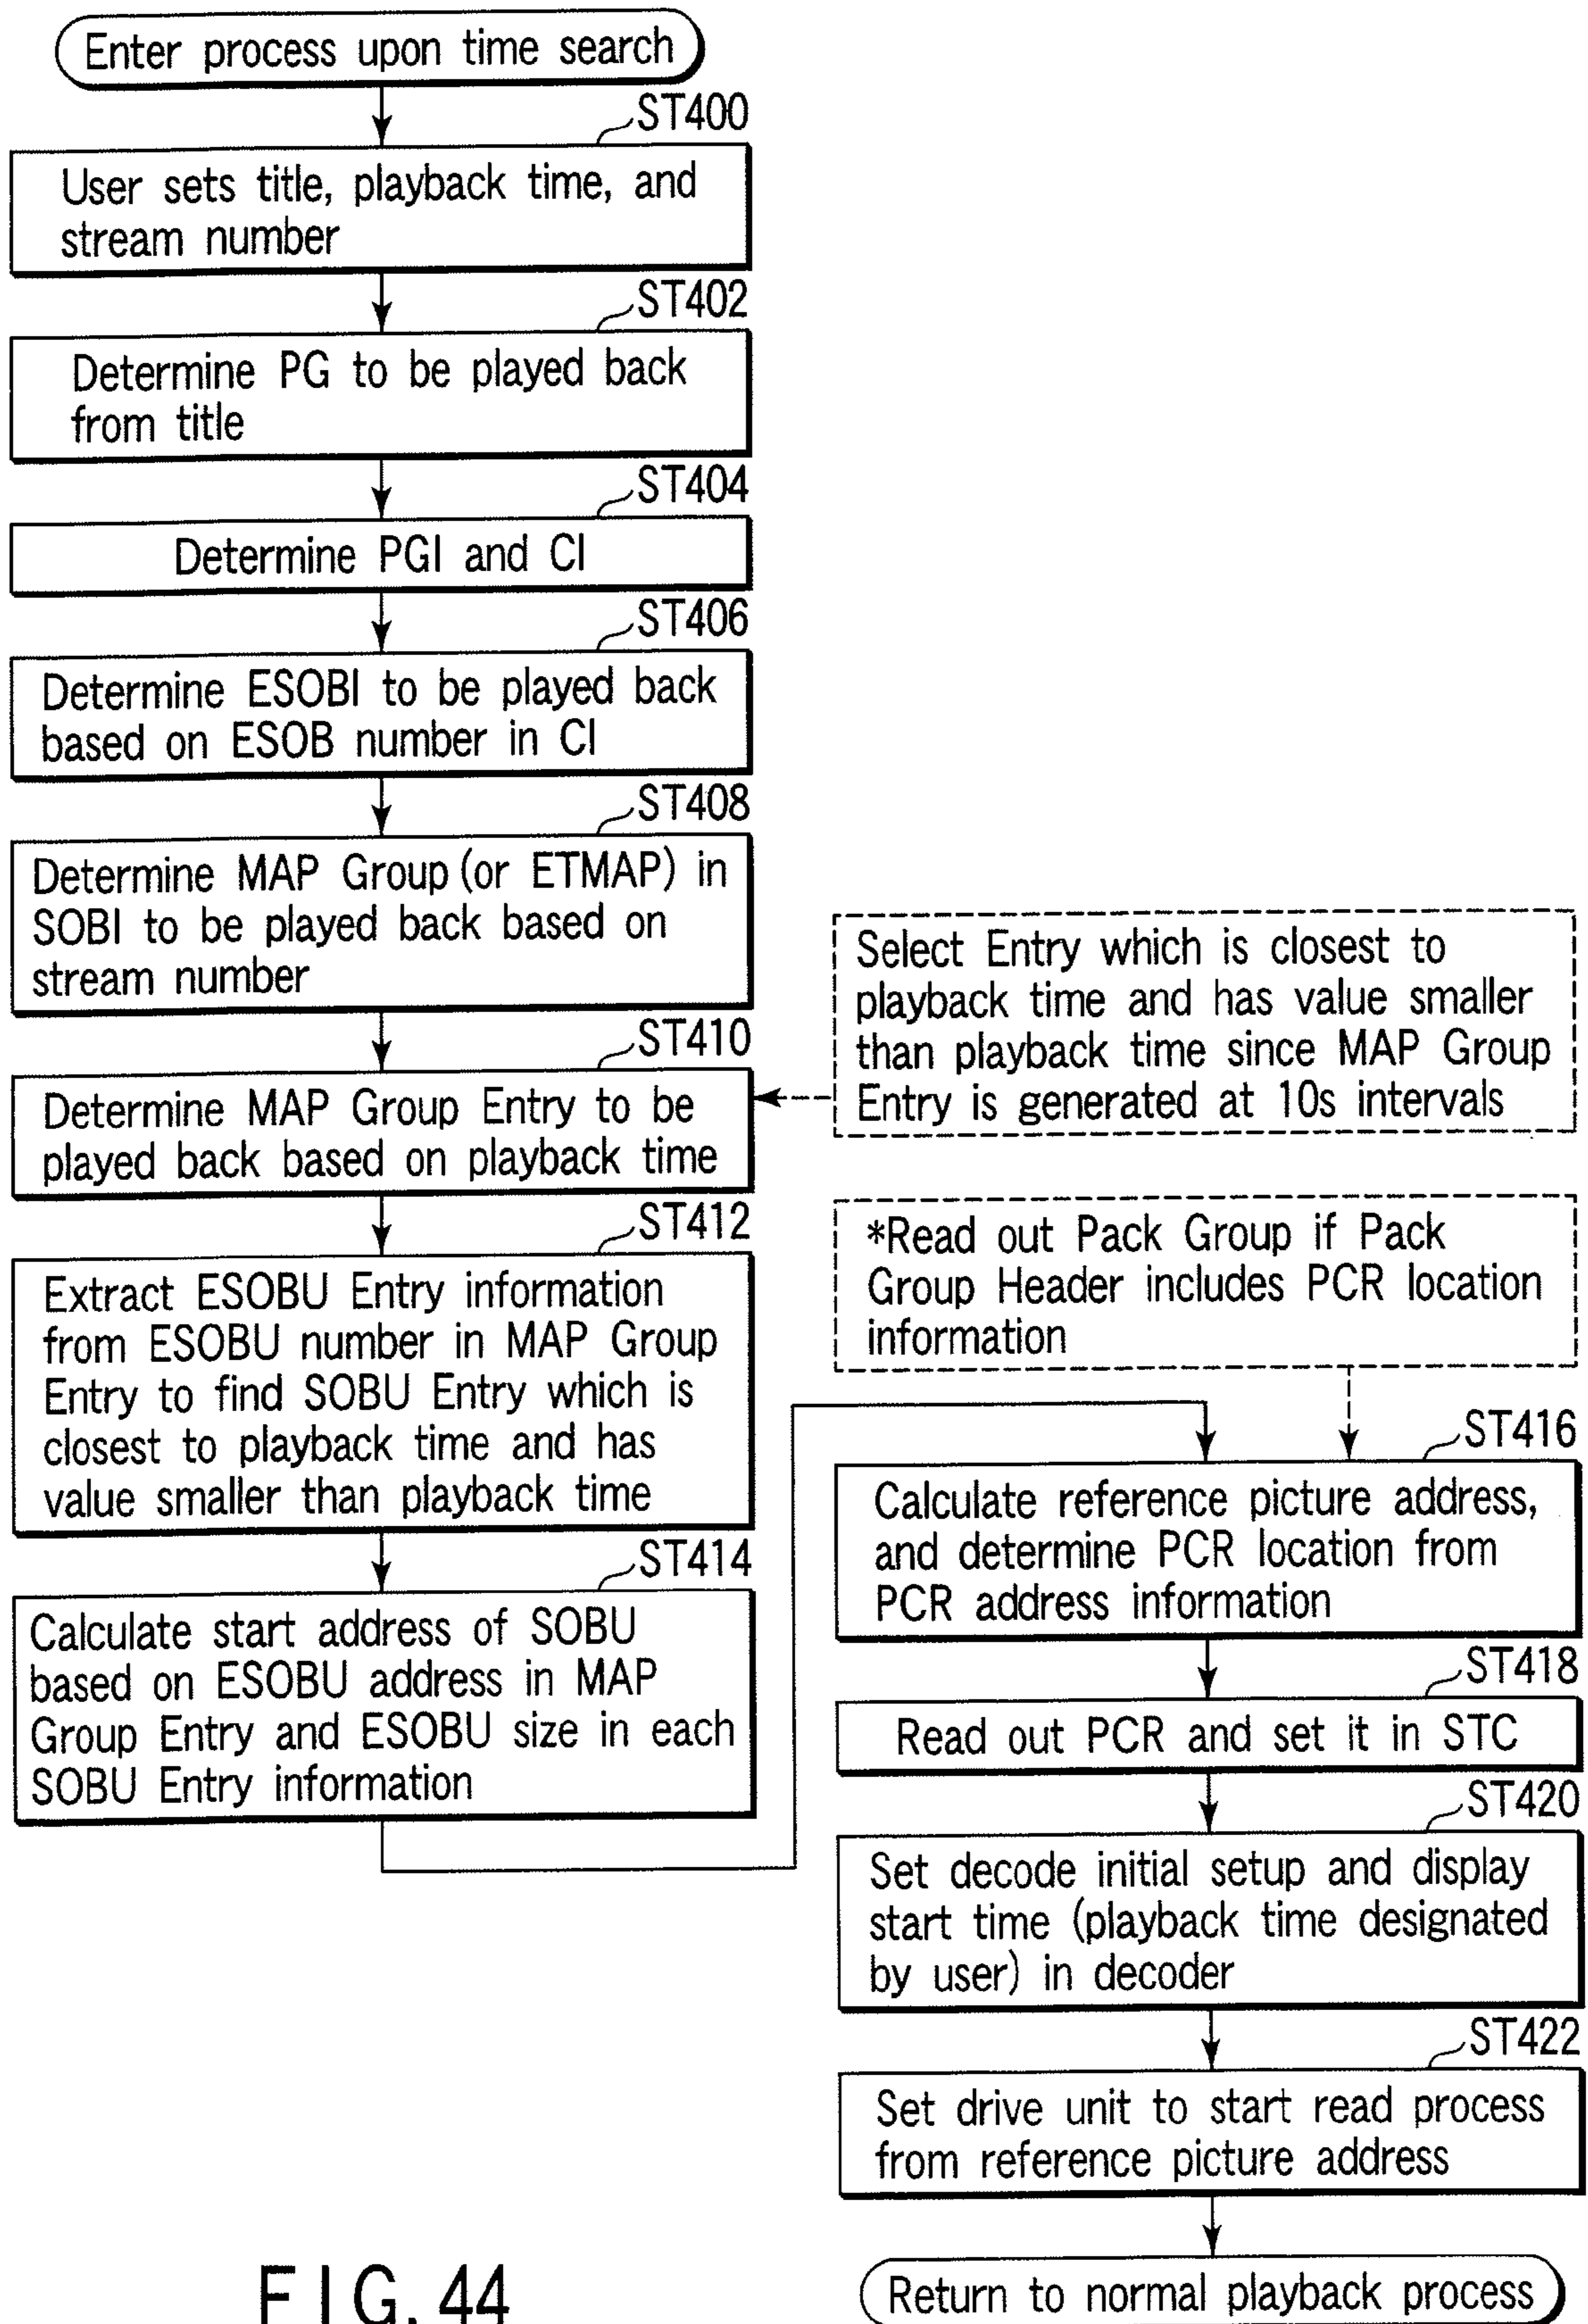 Enter process upon time search
ST400
User sets title, playback time, and
stream number
ST402
Determine PG to be played back
from title
ST404
Determine PGI and CI
ST406
Determine ESOBI to be played back
based on ESOB number in CI
ST408
Determine MAP Group (or ETMAP) in
SOBI to be played back based on
stream number
ST410
Determine MAP Group Entry to be
played back based on playback time
Select Entry which is closest to
playback time and has value smaller
than playback time since MAP Group
Entry is generated at 10s intervals
ST412
Extract ESOBU Entry information
from ESOBU number in MAP Group
Entry to find SOBU Entry which is
closest to playback time and has
value smaller than playback time
ST414
Calculate start address of SOBU
based on ESOBU address in MAP
Group Entry and ESOBU size in each
SOBU Entry information
*Read out Pack Group if Pack
Group Header includes PCR location
information
ST416
Calculate reference picture address,
and determine PCR location from
PCR address information
ST418
Read out PCR and set it in STC
ST420
Set decode initial setup and display
start time (playback time designated
by user) in decoder
ST422
Set drive unit to start read process
from reference picture address
Return to normal playback process
FIG. 44